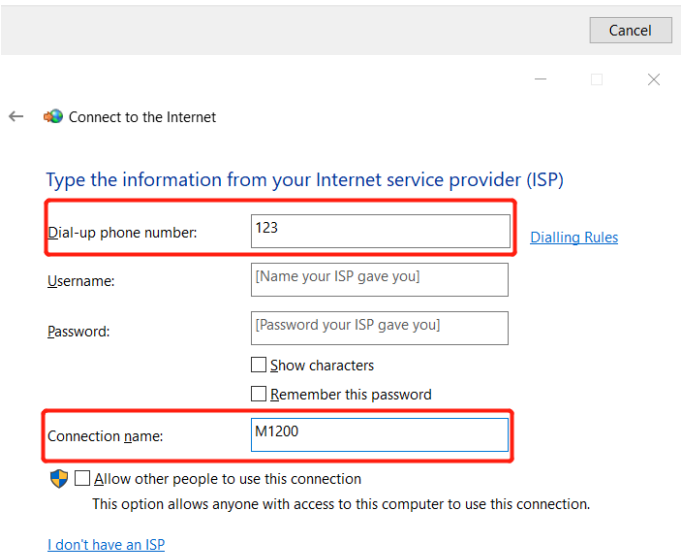 Cancel
Connect to the Internet
Type the information from your Internet service provider (ISP)
Dial-up phone number: 123 Dialling Rules
Username: [Name your ISP gave you]
Password: [Password your ISP gave you]
Show characters
Remember this password
Connection name: M1200
Allow other people to use this connection
This option allows anyone with access to this computer to use this connection.
I don't have an ISP